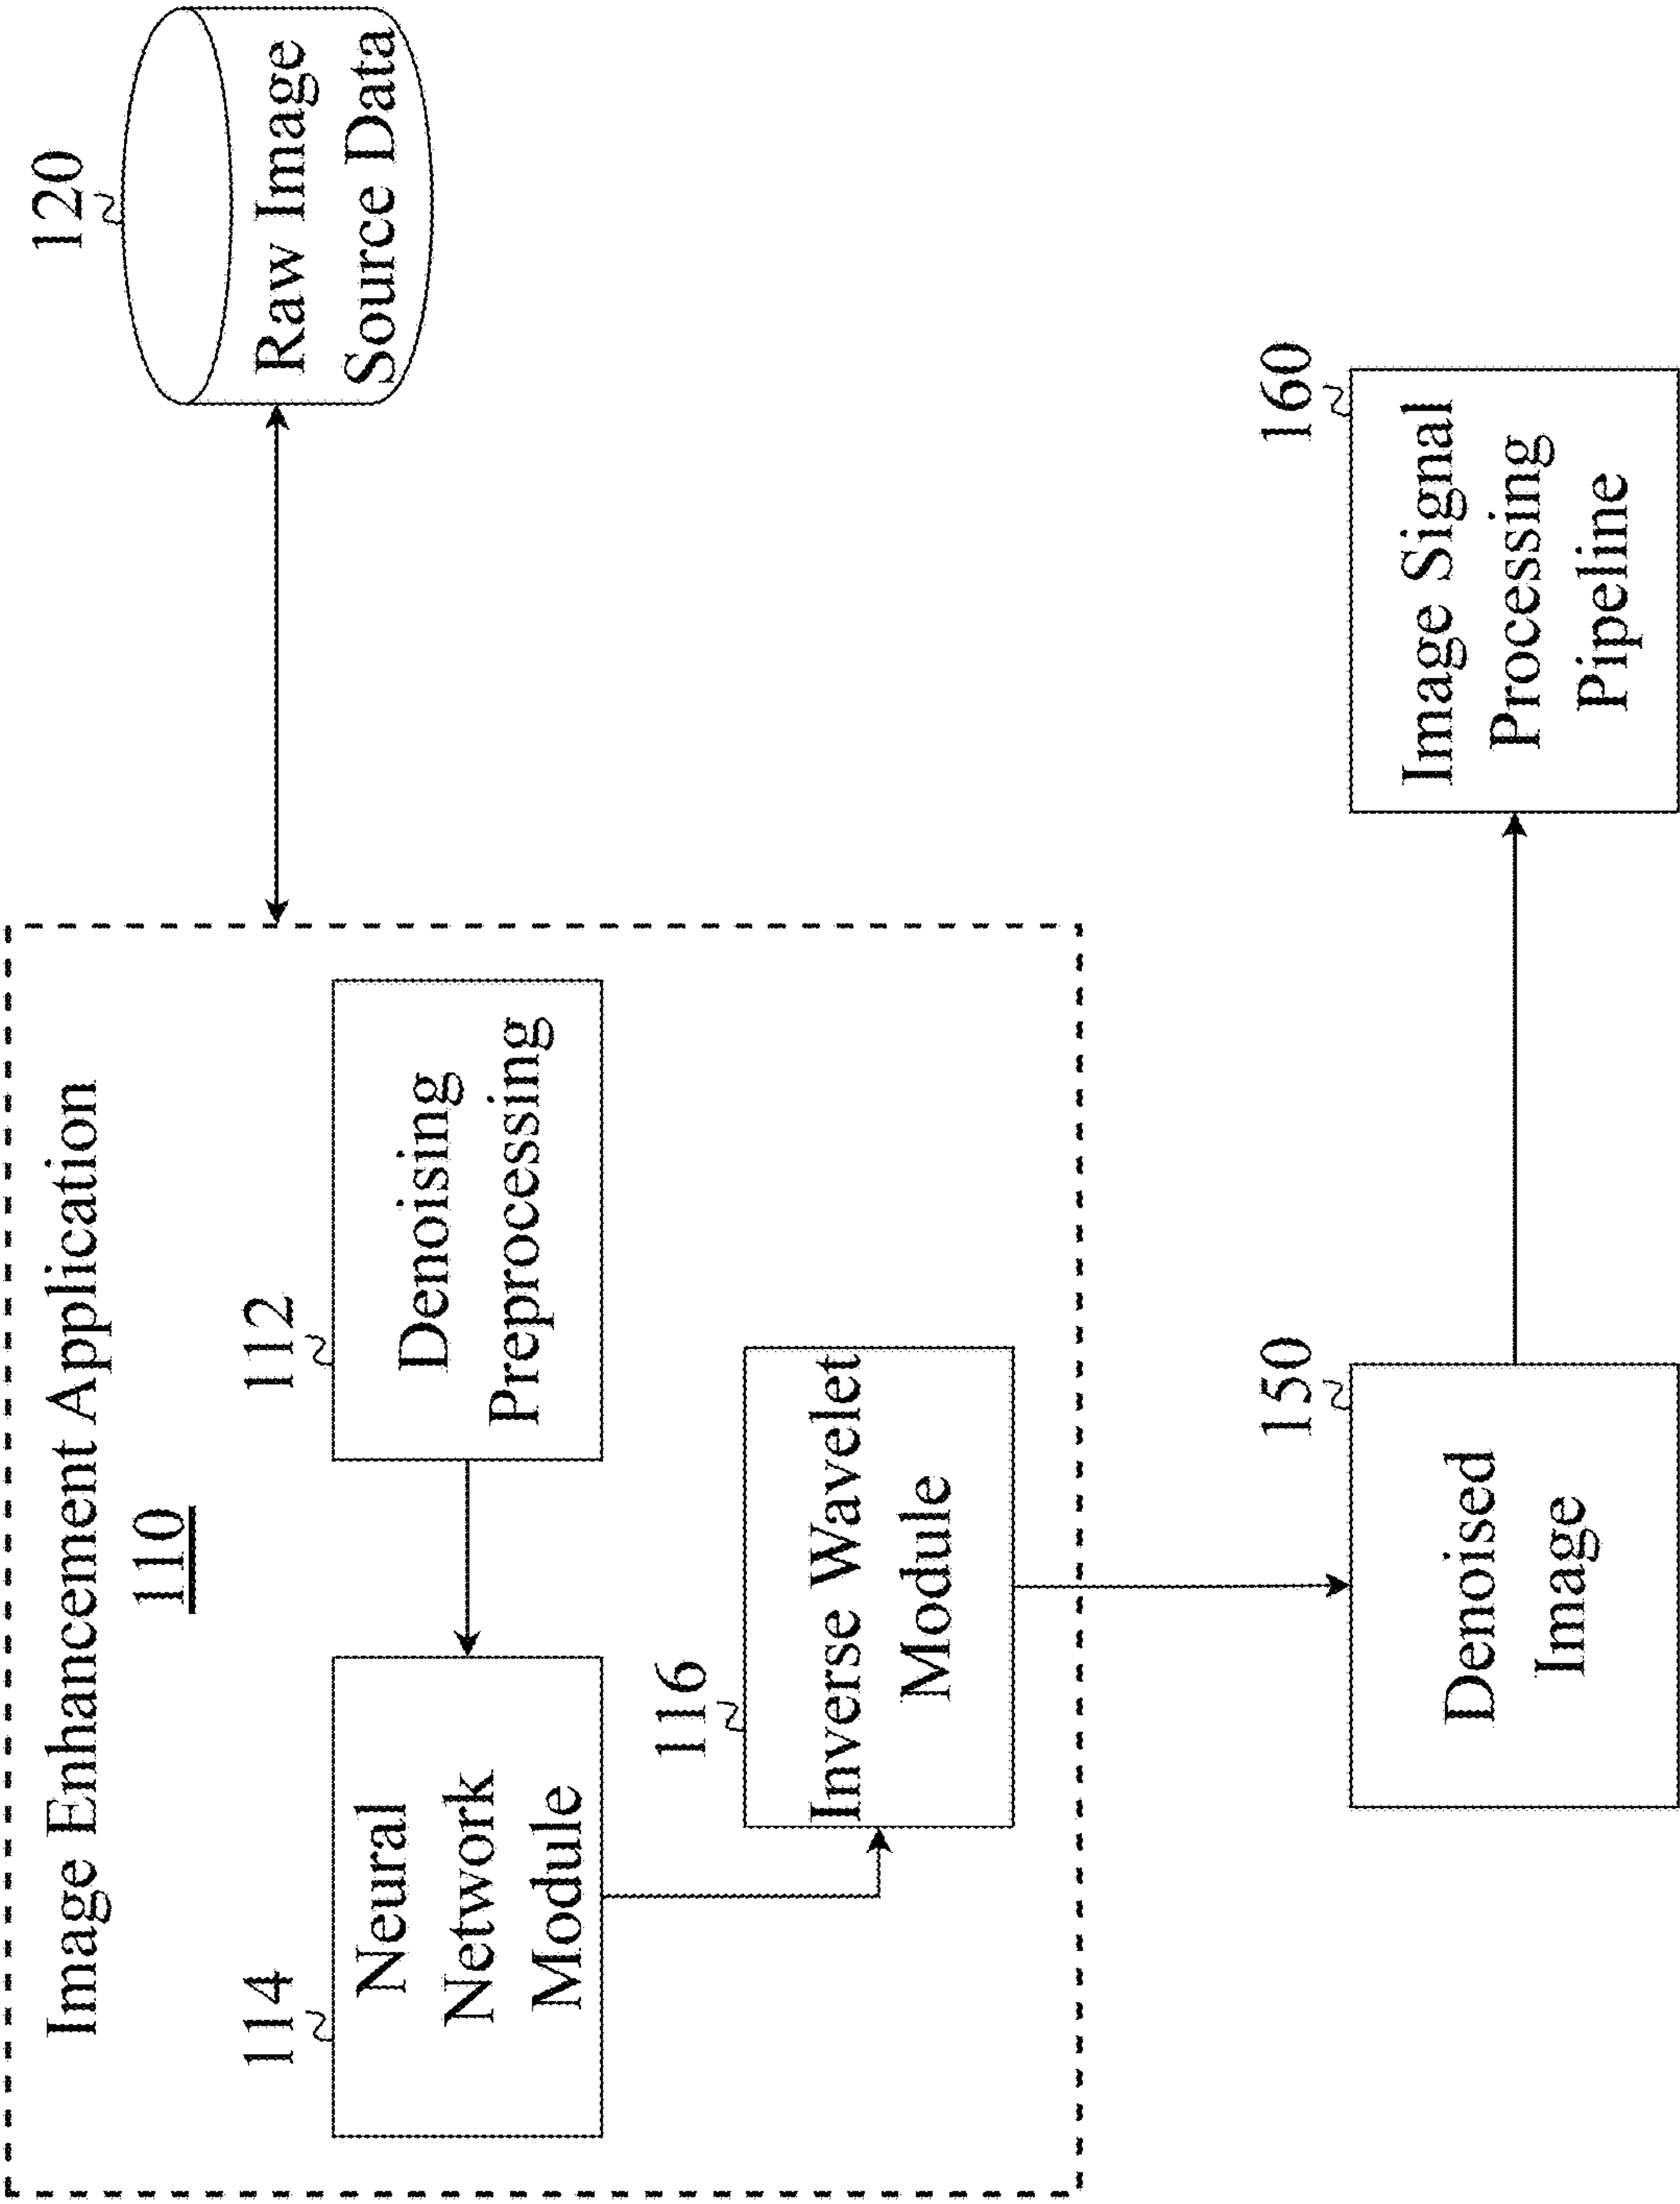 Image Enhancement Application
110
120
Raw Image
Source Data
114
Neural
Network
Module
112
Denoising
Preprocessing
116
Inverse Wavelet
Module
150
Denoised
Image
160
Image Signal
Processing
Pipeline